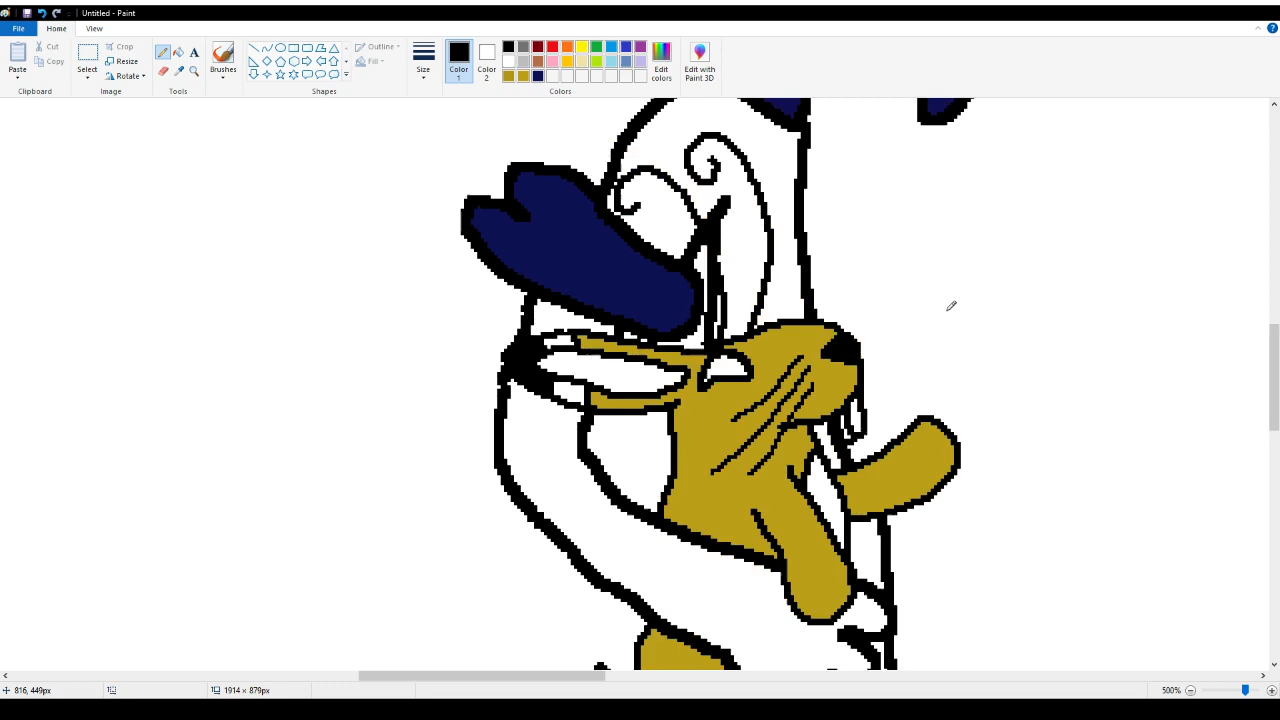 Untitled - Paint
File Home View
Paste Cut Copy Select Crop Resize Rotate A Brushes Outline Fill Size Color 1 Color 2 Edit colors Edit with Paint 3D
Clipboard Image Tools Shapes Colors
816, 449px 1914 × 879px 500%